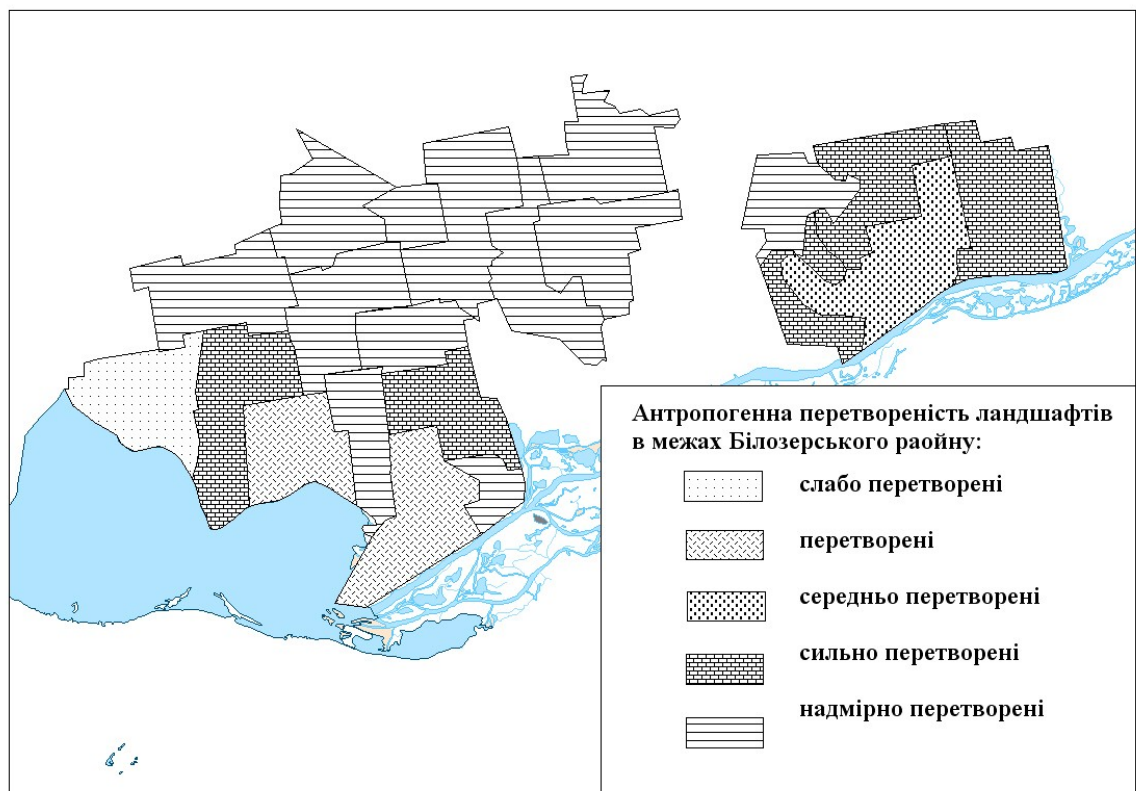 Антропогенна перетвореність ландшафтів
в межах Білозерського раойну:
слабо перетворені
перетворені
середньо перетворені
сильно перетворені
надмірно перетворені